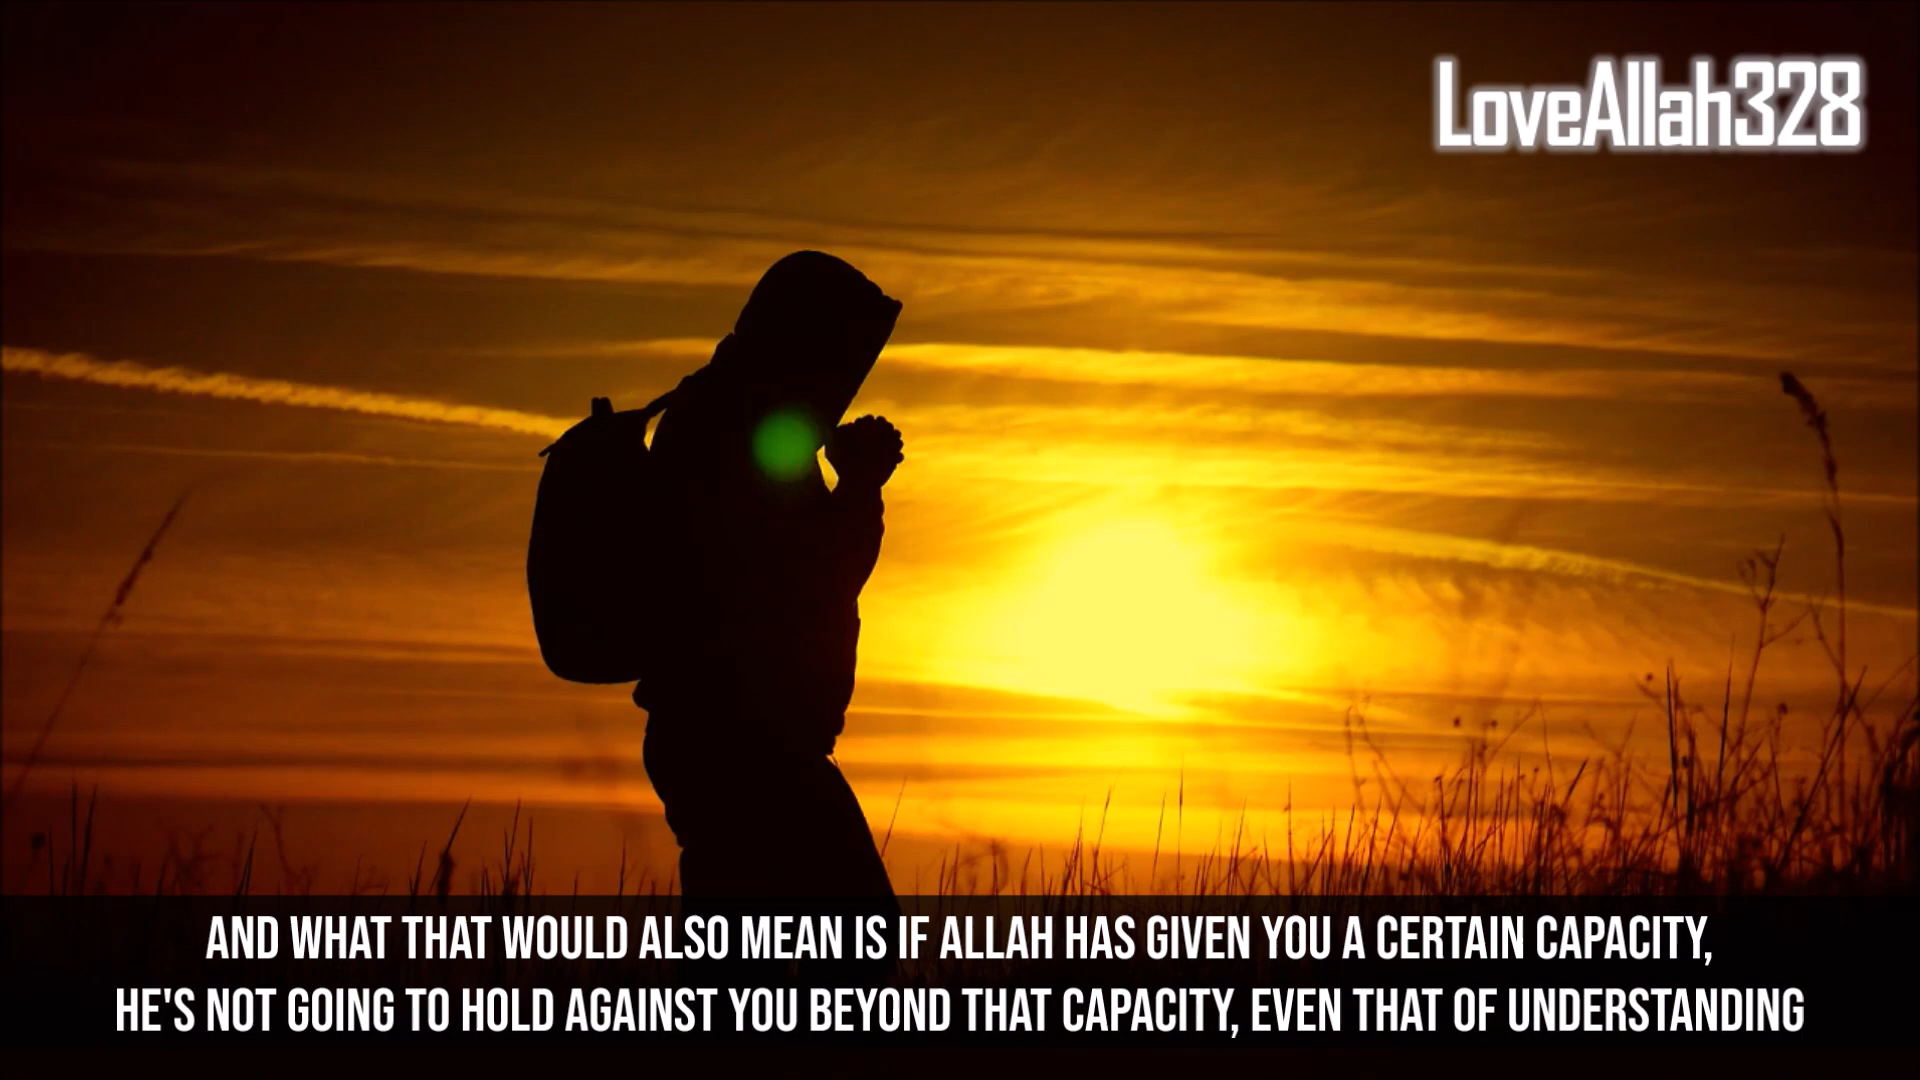 LoveAllah328
AND WHAT THAT WOULD ALSO MEAN IS IF ALLAH HAS GIVEN YOU A CERTAIN CAPACITY,
HE'S NOT GOING TO HOLD AGAINST YOU BEYOND THAT CAPACITY, EVEN THAT OF UNDERSTANDING